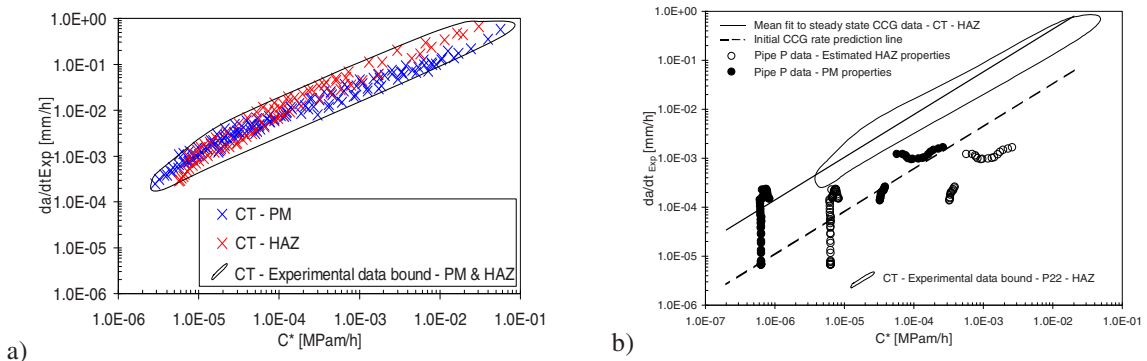 1.0E+00
1.0E-01
1.0E-02
1.0E-03
1.0E-04
1.0E-05
1.0E-06
da/dtExp [mm/h]
CT - PM
CT - HAZ
CT - Experimental data bound - PM & HAZ
1.0E-06 1.0E-05 1.0E-04 1.0E-03 1.0E-02 1.0E-01
C* [MPam/h]
a)
1.0E+00
1.0E-01
1.0E-02
1.0E-03
1.0E-04
1.0E-05
1.0E-06
da/dt Exp [mm/h]
Mean fit to steady state CCG data - CT - HAZ
Initial CCG rate prediction line
Pipe P data - Estimated HAZ properties
Pipe P data - PM properties
CT - Experimental data bound - P22 - HAZ
1.0E-07 1.0E-06 1.0E-05 1.0E-04 1.0E-03 1.0E-02 1.0E-01
C* [MPam/h]
b)